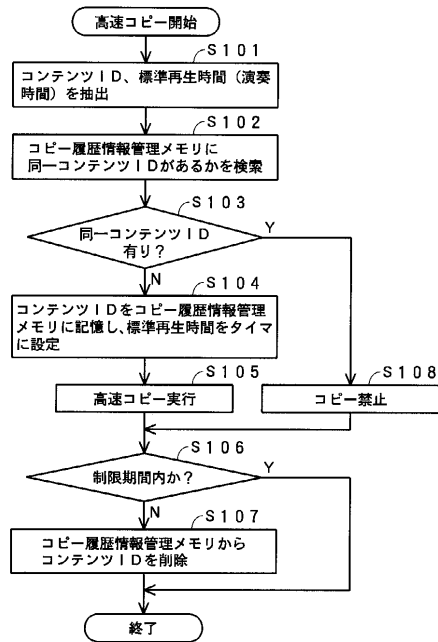 高速コピー開始
S101
コンテンツID、標準再生時間（演奏
時間）を抽出
S102
コピー履歴情報管理メモリに
同一コンテンツIDがあるかを検索
S103
同一コンテンツID
有り？
Y
N
S104
コンテンツIDをコピー履歴情報管理
メモリに記憶し、標準再生時間をタイマ
に設定
S105
高速コピー実行
S108
コピー禁止
S106
制限期間内か？
Y
N
S107
コピー履歴情報管理メモリから
コンテンツIDを削除
終了